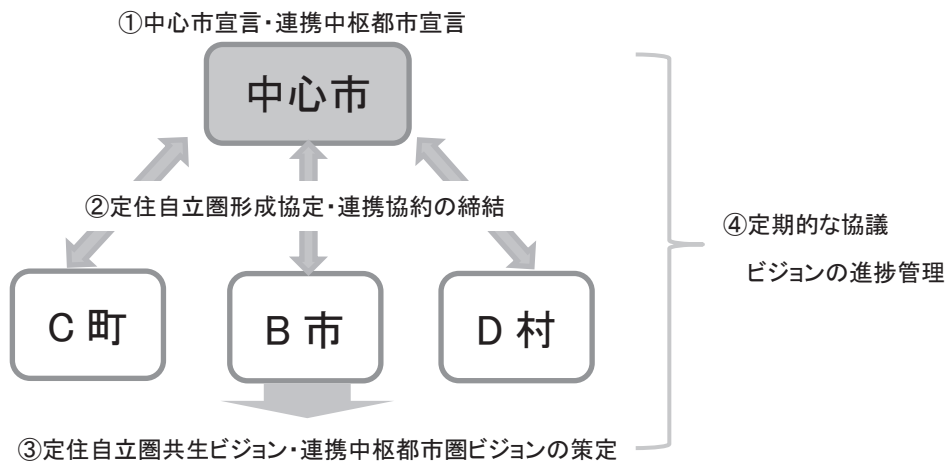 ①中心市宣言・連携中枢都市宣言
中心市
②定住自立圏形成協定・連携協約の締結
C町
B市
D村
③定住自立圏共生ビジョン・連携中枢都市圏ビジョンの策定
④定期的な協議
ビジョンの進捗管理